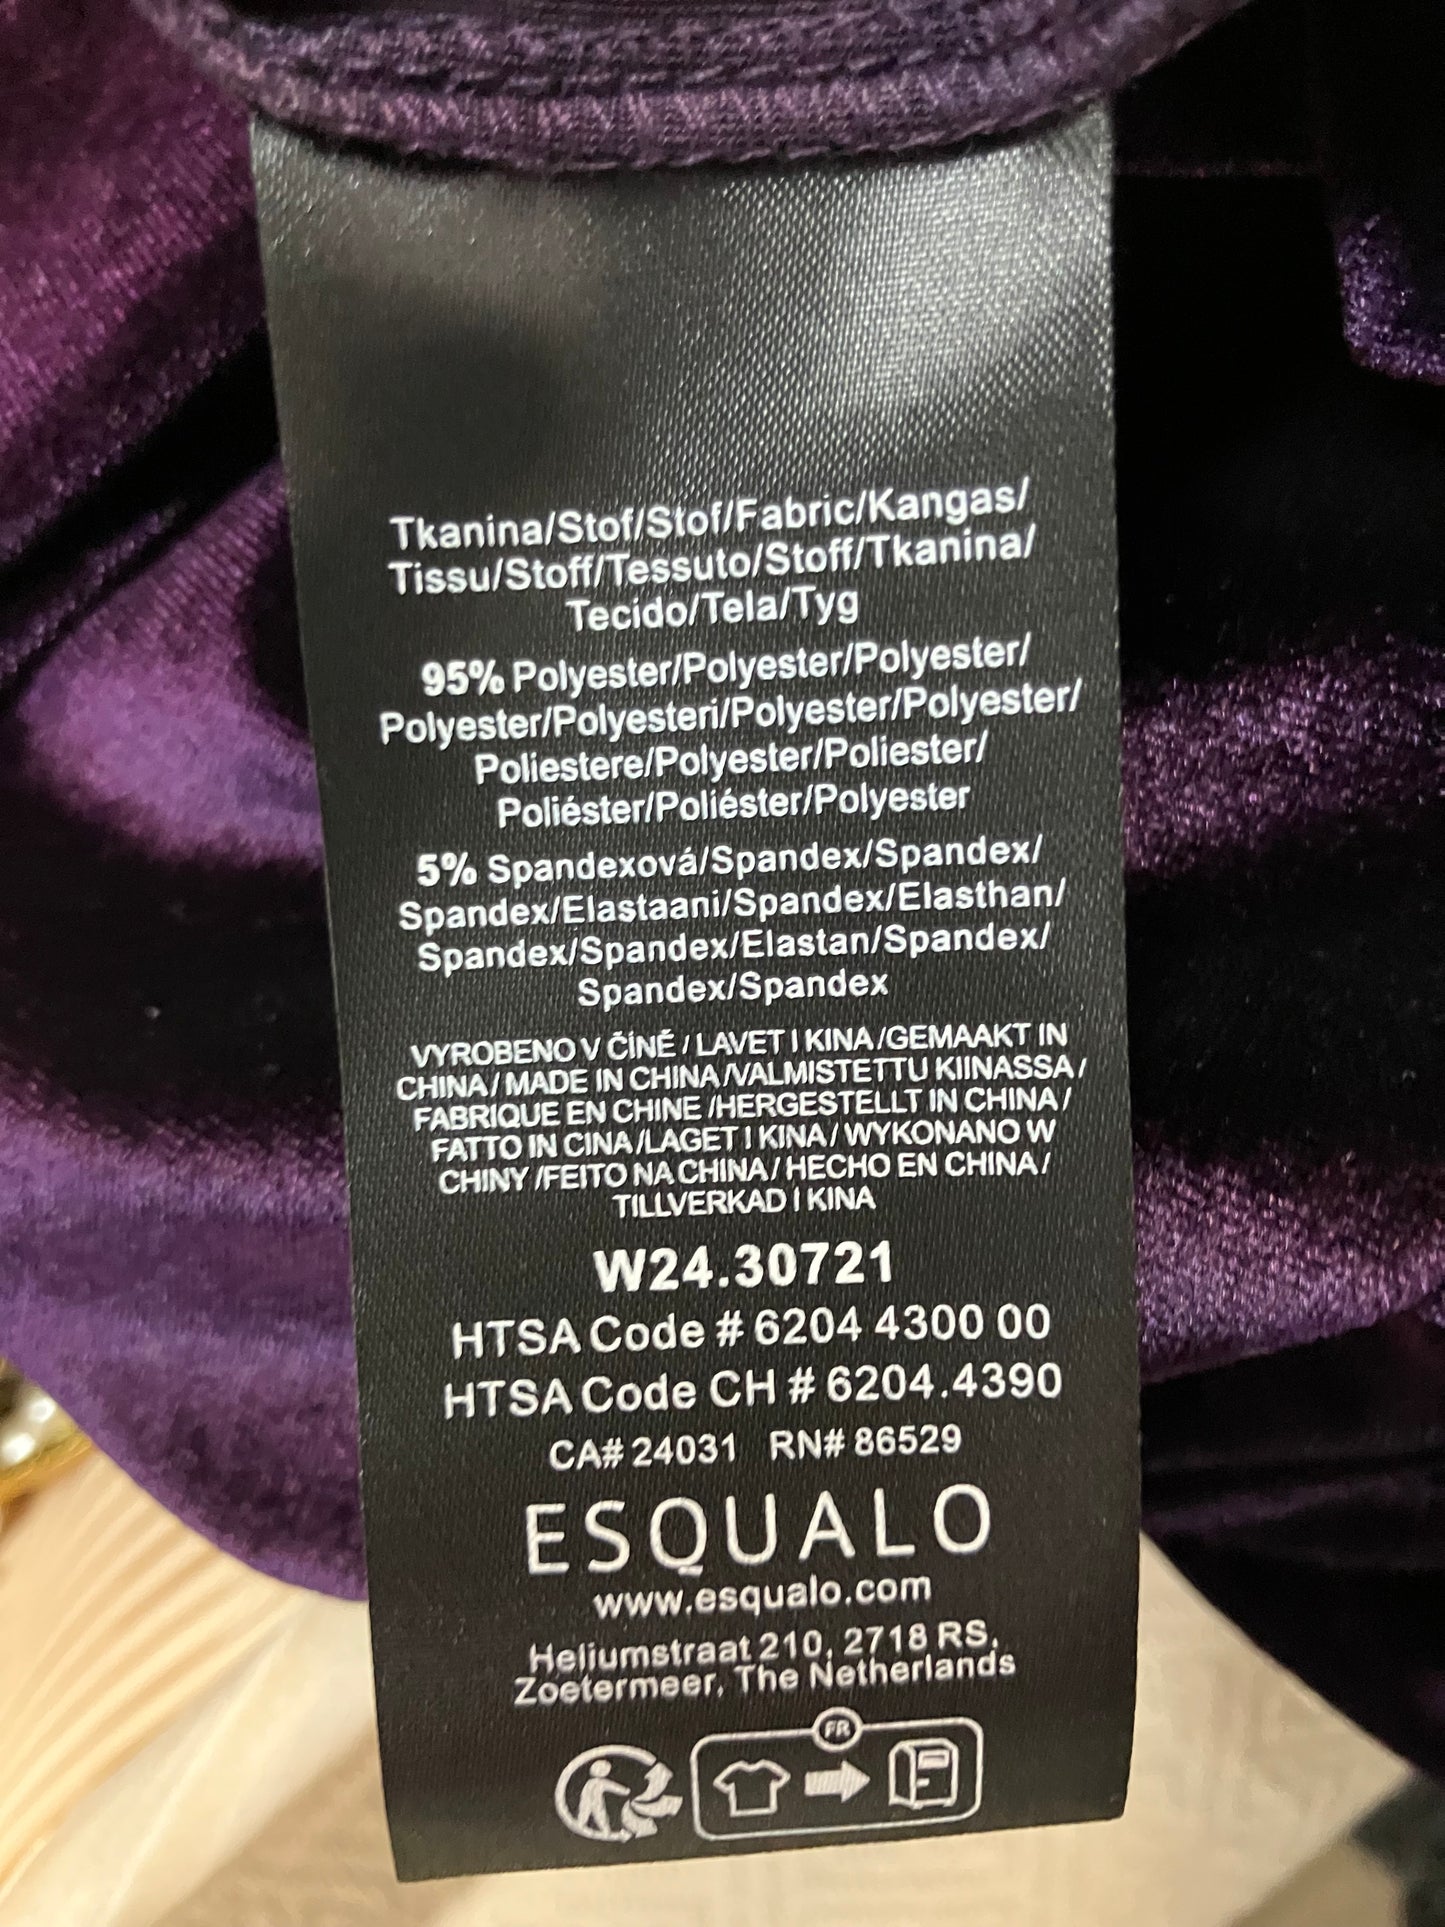 Tkanina/Stof/Stof/Fabric/Kangas/
Tissu/Stoff/Tessuto/Stoff/Tkanina/
Tecido/Tela/Tyg
95% Polyester/Polyester/Polyester/
Polyester/Polyesteri/Polyester/Polyester/
Poliestere/Polyester/Poliester/
Poliéster/Poliéster/Polyester
5% Spandexová/Spandex/Spandex/
Spandex/Elastaani/Spandex/Elasthan/
Spandex/Spandex/Elastan/Spandex/
Spandex/Spandex
VYROBENO V ČÍNĚ / LAVET I KINA /GEMAAKT IN
CHINA / MADE IN CHINA /VALMISTETTU KIINASSA /
FABRIQUE EN CHINE /HERGESTELLT IN CHINA /
FATTO IN CINA /LAGET I KINA / WYKONANO W
CHINY /FEITO NA CHINA / HECHO EN CHINA /
TILLVERKAD I KINA
W24.30721
HTSA Code # 6204 4300 00
HTSA Code CH # 6204.4390
CA# 24031 RN# 86529
ESQUALO
www.esqualo.com
Heliumstraat 210, 2718 RS,
Zoetermeer, The Netherlands
FR